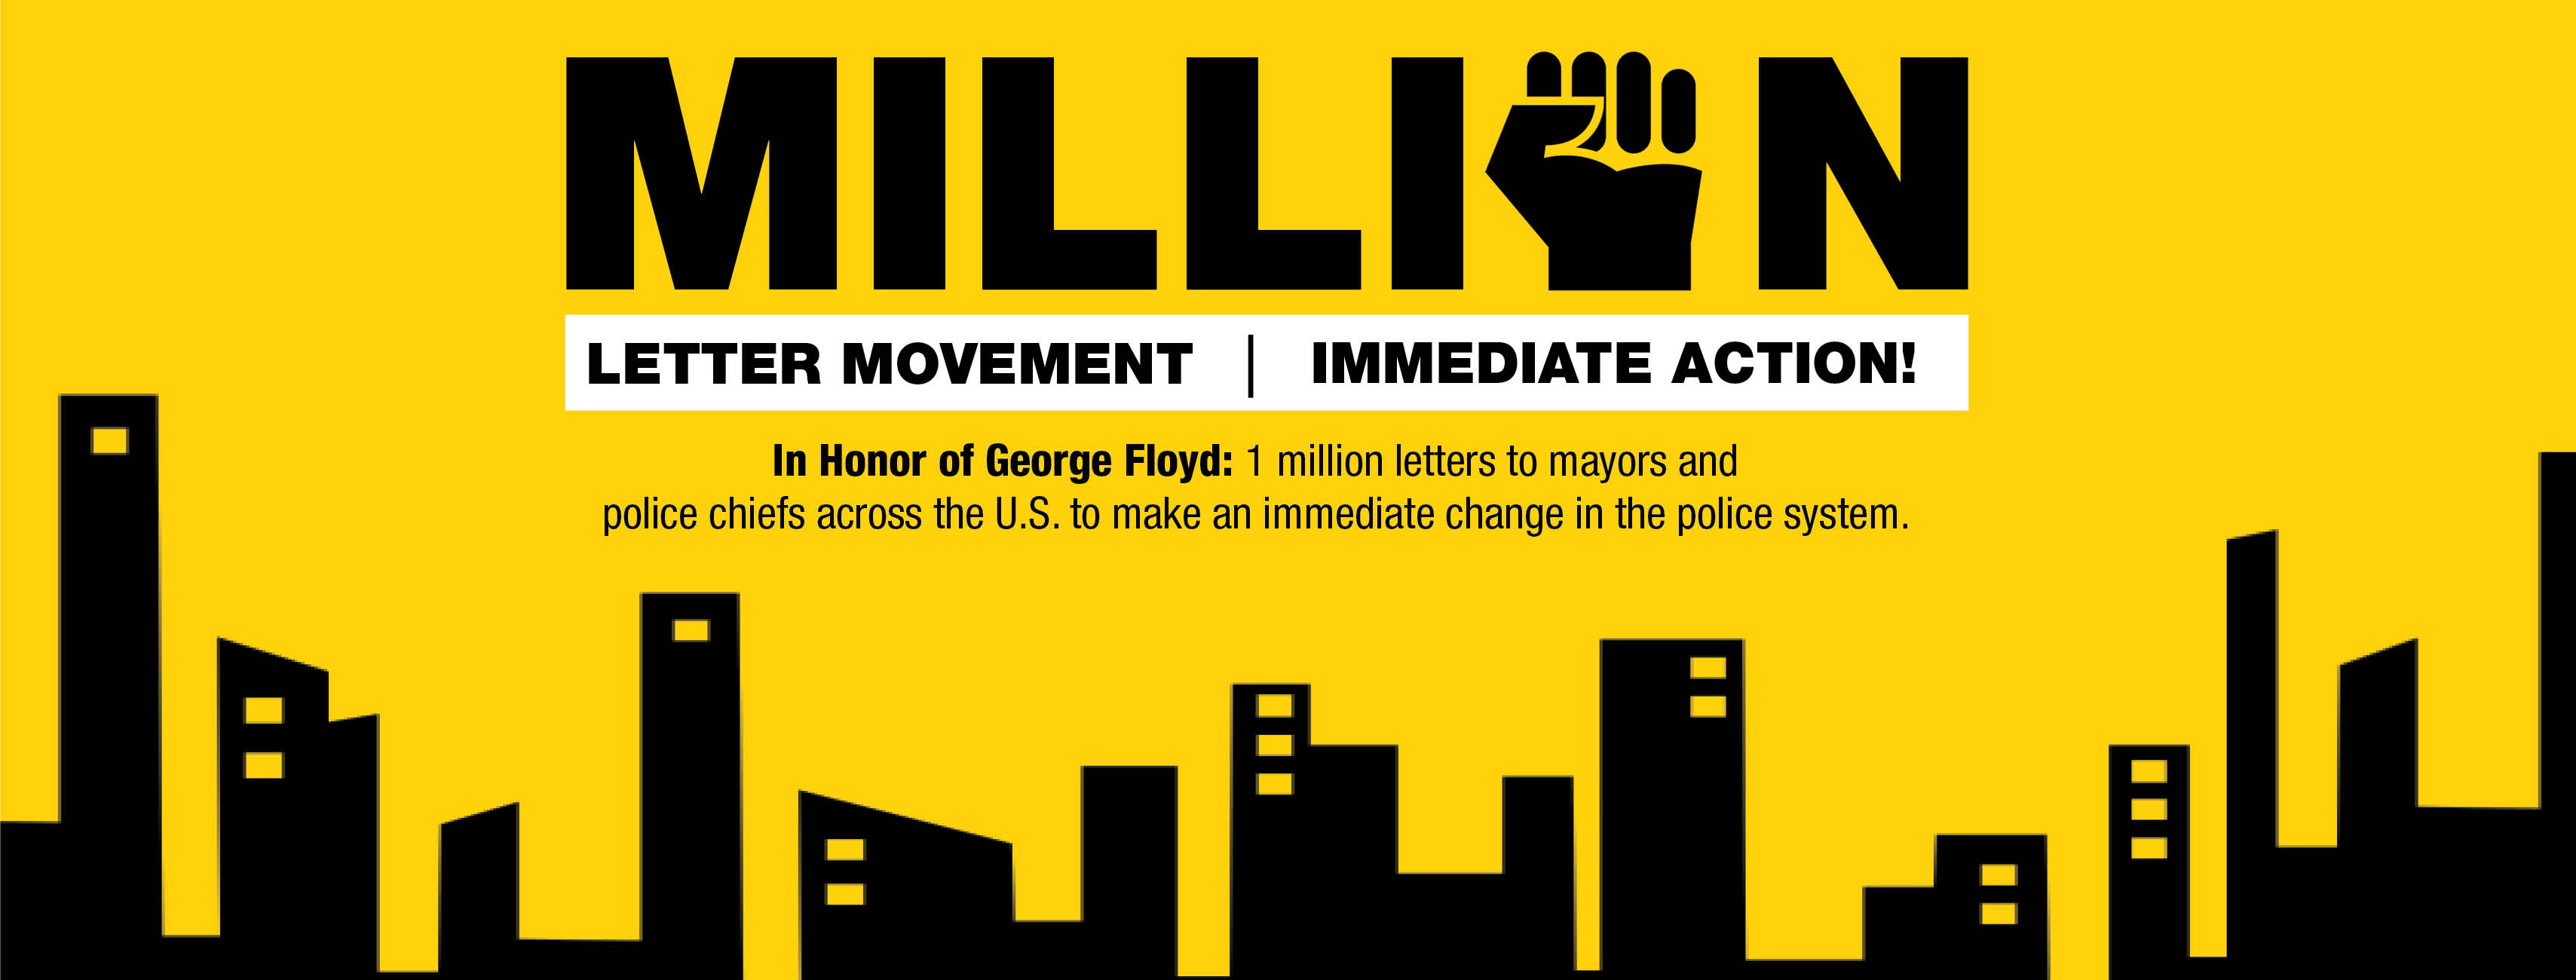 MILLION
LETTER MOVEMENT | IMMEDIATE ACTION!
In Honor of George Floyd: 1 million letters to mayors and
police chiefs across the U.S. to make an immediate change in the police system.